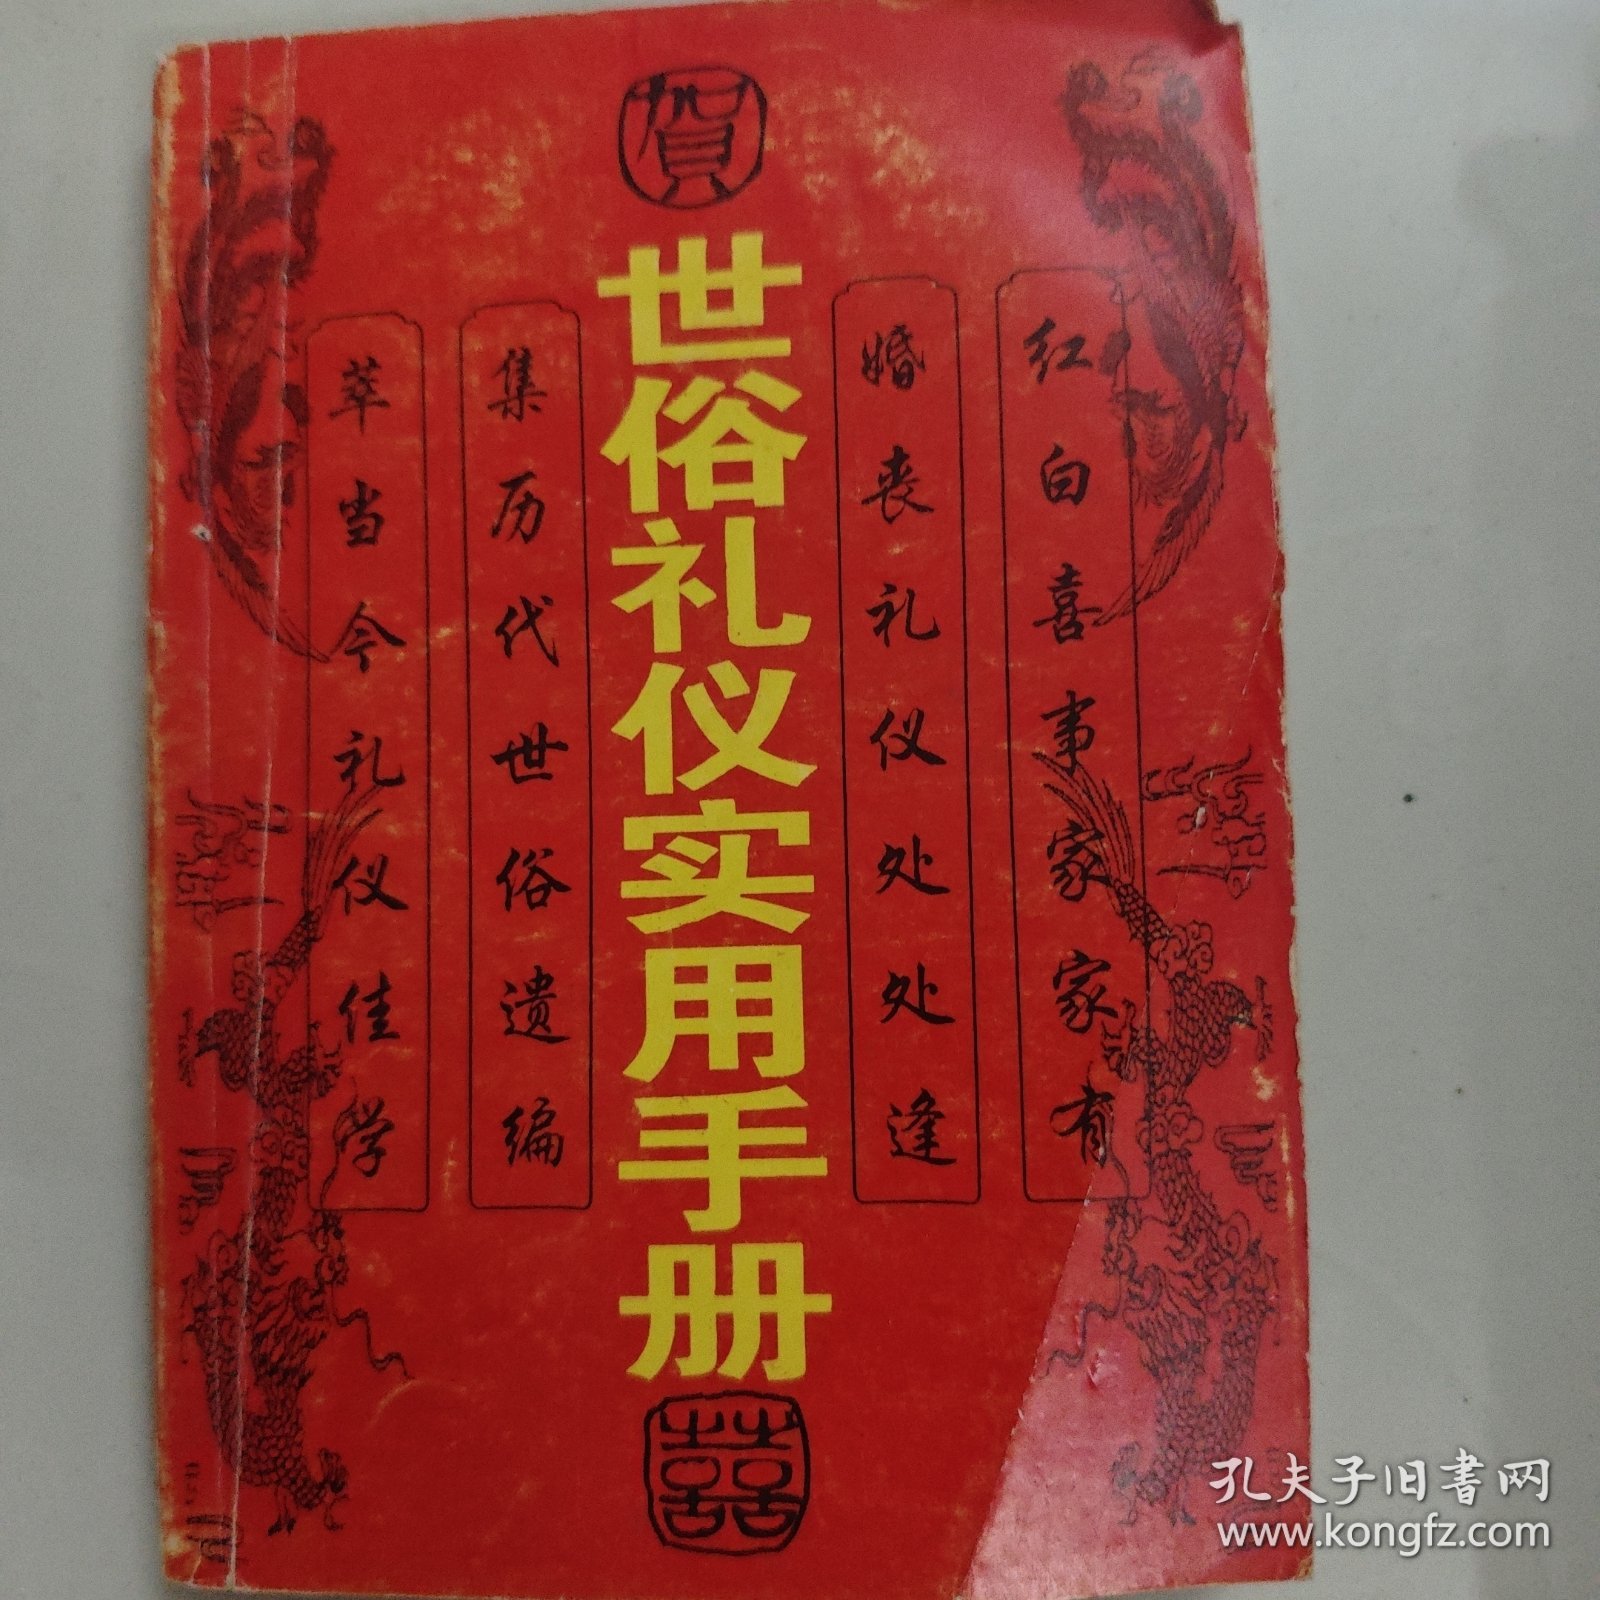 賀
世俗礼仪实用手册
红白喜事家家有
婚丧礼仪处处逢
集历代世俗遗编
萃当今礼仪佳学
囍
孔夫子旧书网
www.kongfz.com